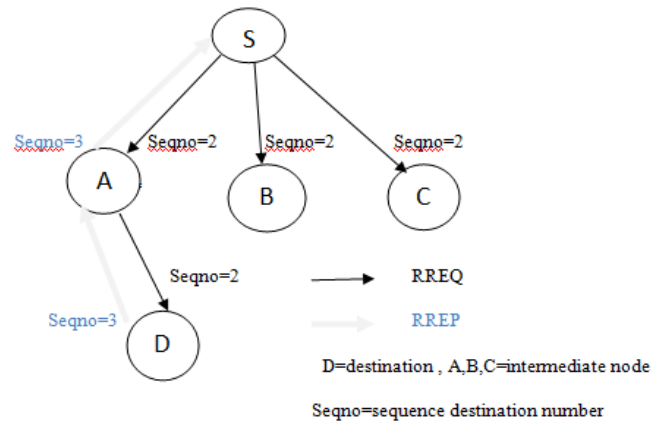 S
Seqno=3 Seqno=2 Seqno=2 Seqno=2
A B C
Seqno=2 RREQ
Seqno=3 RREP
D
D=destination , A,B,C=intermediate node
Seqno=sequence destination number